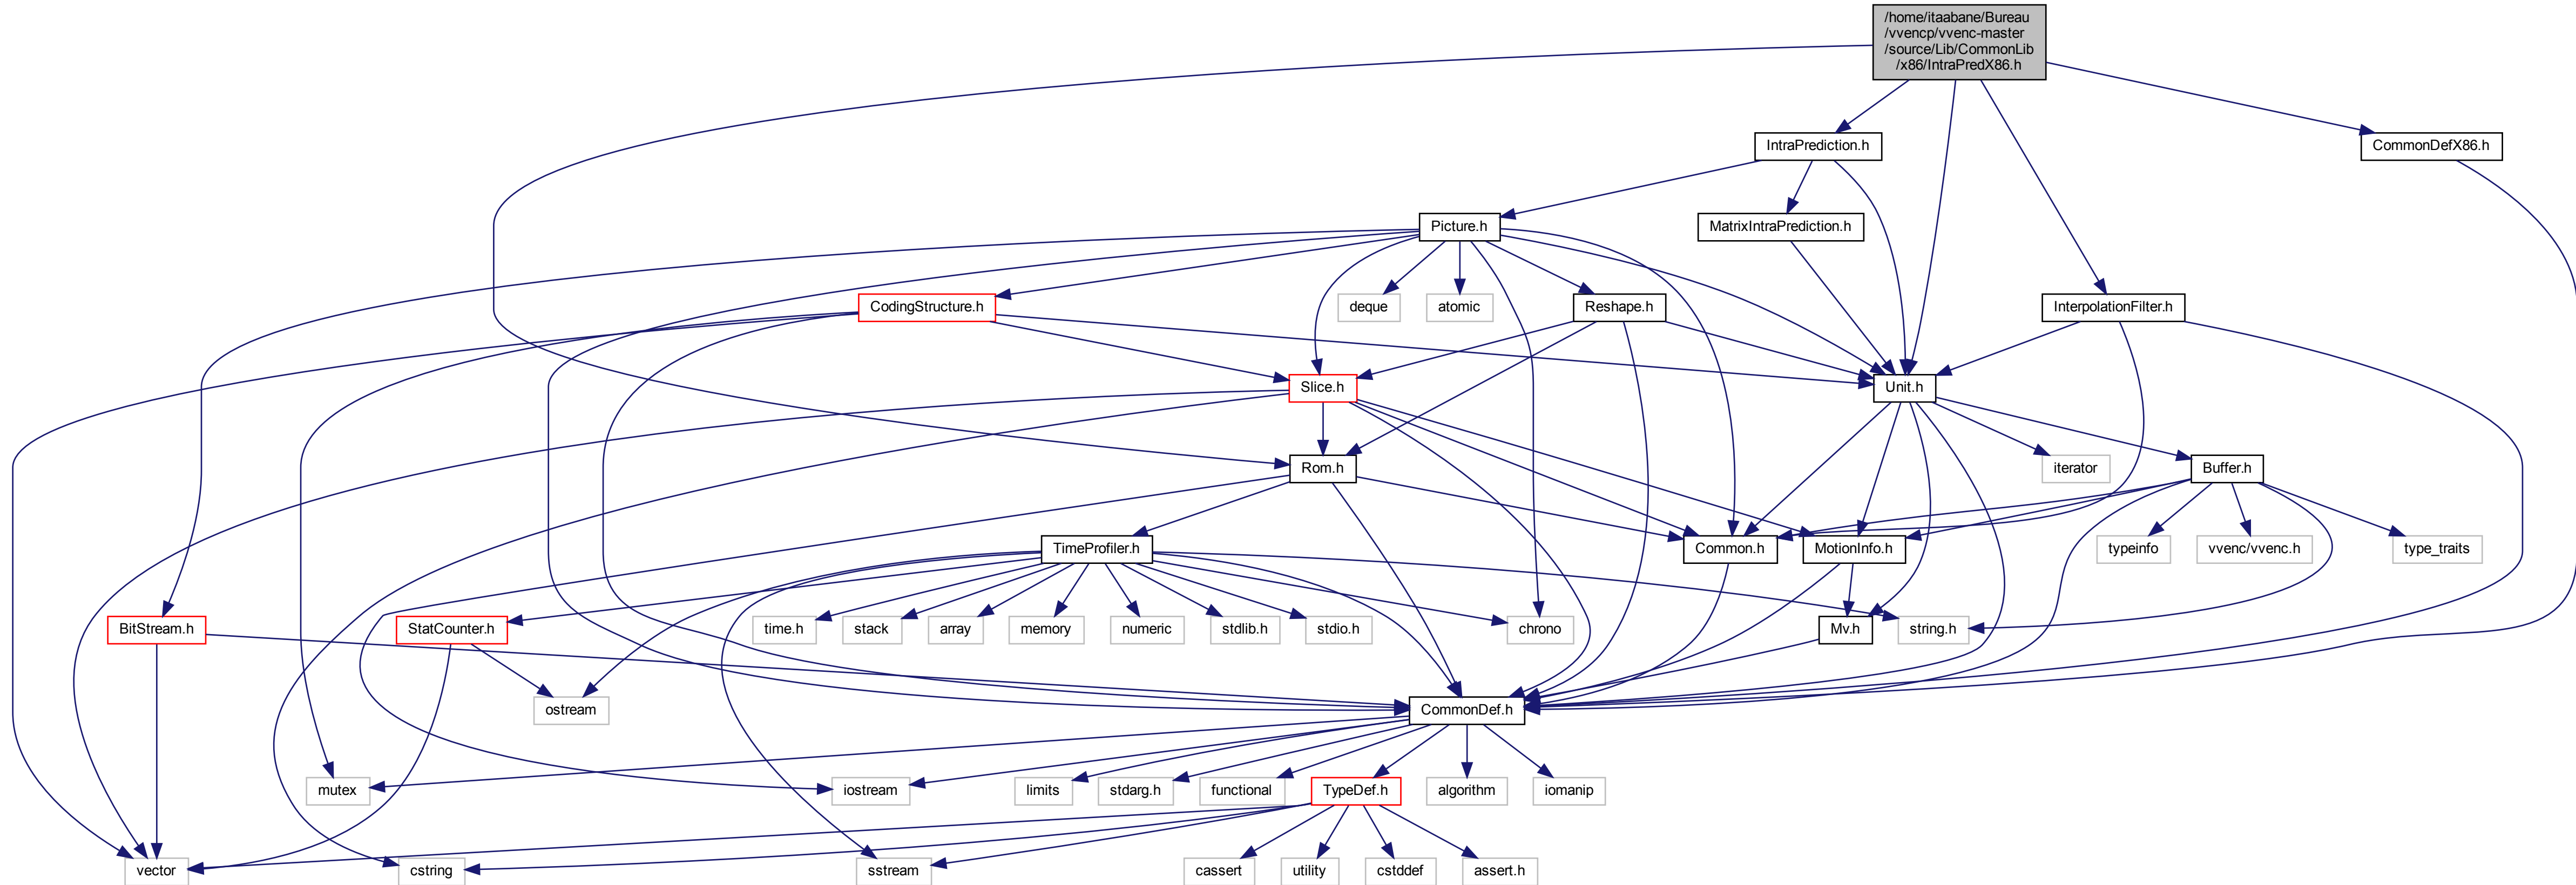 /home/itaabane/Bureau
/vvencp/vvenc-master
/source/Lib/CommonLib
/x86/IntraPredX86.h
IntraPrediction.h
CommonDefX86.h
Picture.h
MatrixIntraPrediction.h
CodingStructure.h
deque
atomic
Reshape.h
InterpolationFilter.h
Slice.h
Unit.h
Rom.h
iterator
Buffer.h
TimeProfiler.h
Common.h
MotionInfo.h
typeinfo
vvenc/vvenc.h
type_traits
BitStream.h
StatCounter.h
time.h
stack
array
memory
numeric
stdlib.h
stdio.h
chrono
Mv.h
string.h
ostream
CommonDef.h
mutex
iostream
limits
stdarg.h
functional
TypeDef.h
algorithm
iomanip
vector
cstring
sstream
cassert
utility
cstddef
assert.h